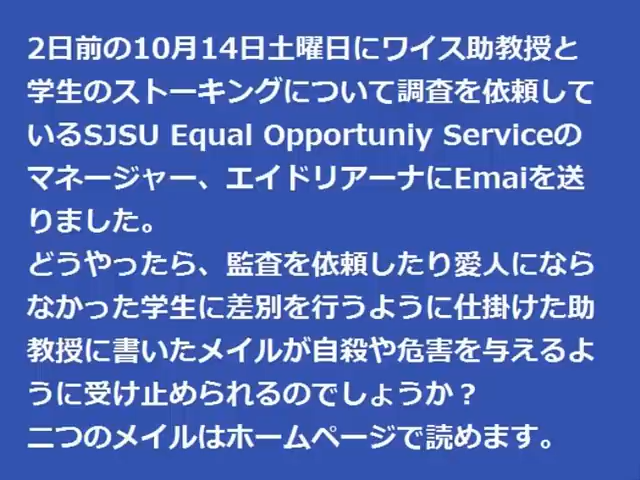 2日前の10月14日土曜日にワイス助教授と
学生のストーキングについて調査を依頼して
いるSJSU Equal Opportuniy Serviceの
マネージャー、エイドリアーナにEmaiを送
りました。
どうやったら、監査を依頼したり愛人になら
なかった学生に差別を行うように仕掛けた助
教授に書いたメイルが自殺や危害を与えるよ
うに受け止められるのでしょうか？
二つのメイルはホームページで読めます。